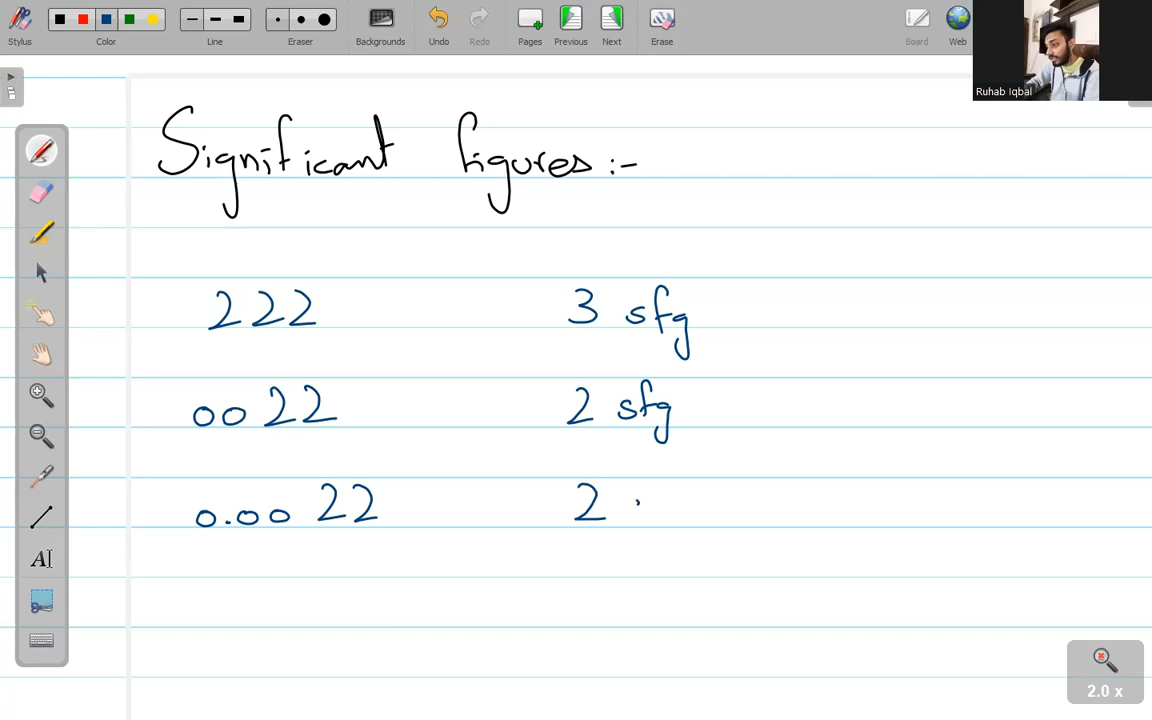 Stylus Color Line Eraser Backgrounds Undo Redo Pages Previous Next Erase Board Web
Ruhab Iqbal
Significant figures:-
222 3 sfg
0022 2 sfg
0.0022 2
2.0 x